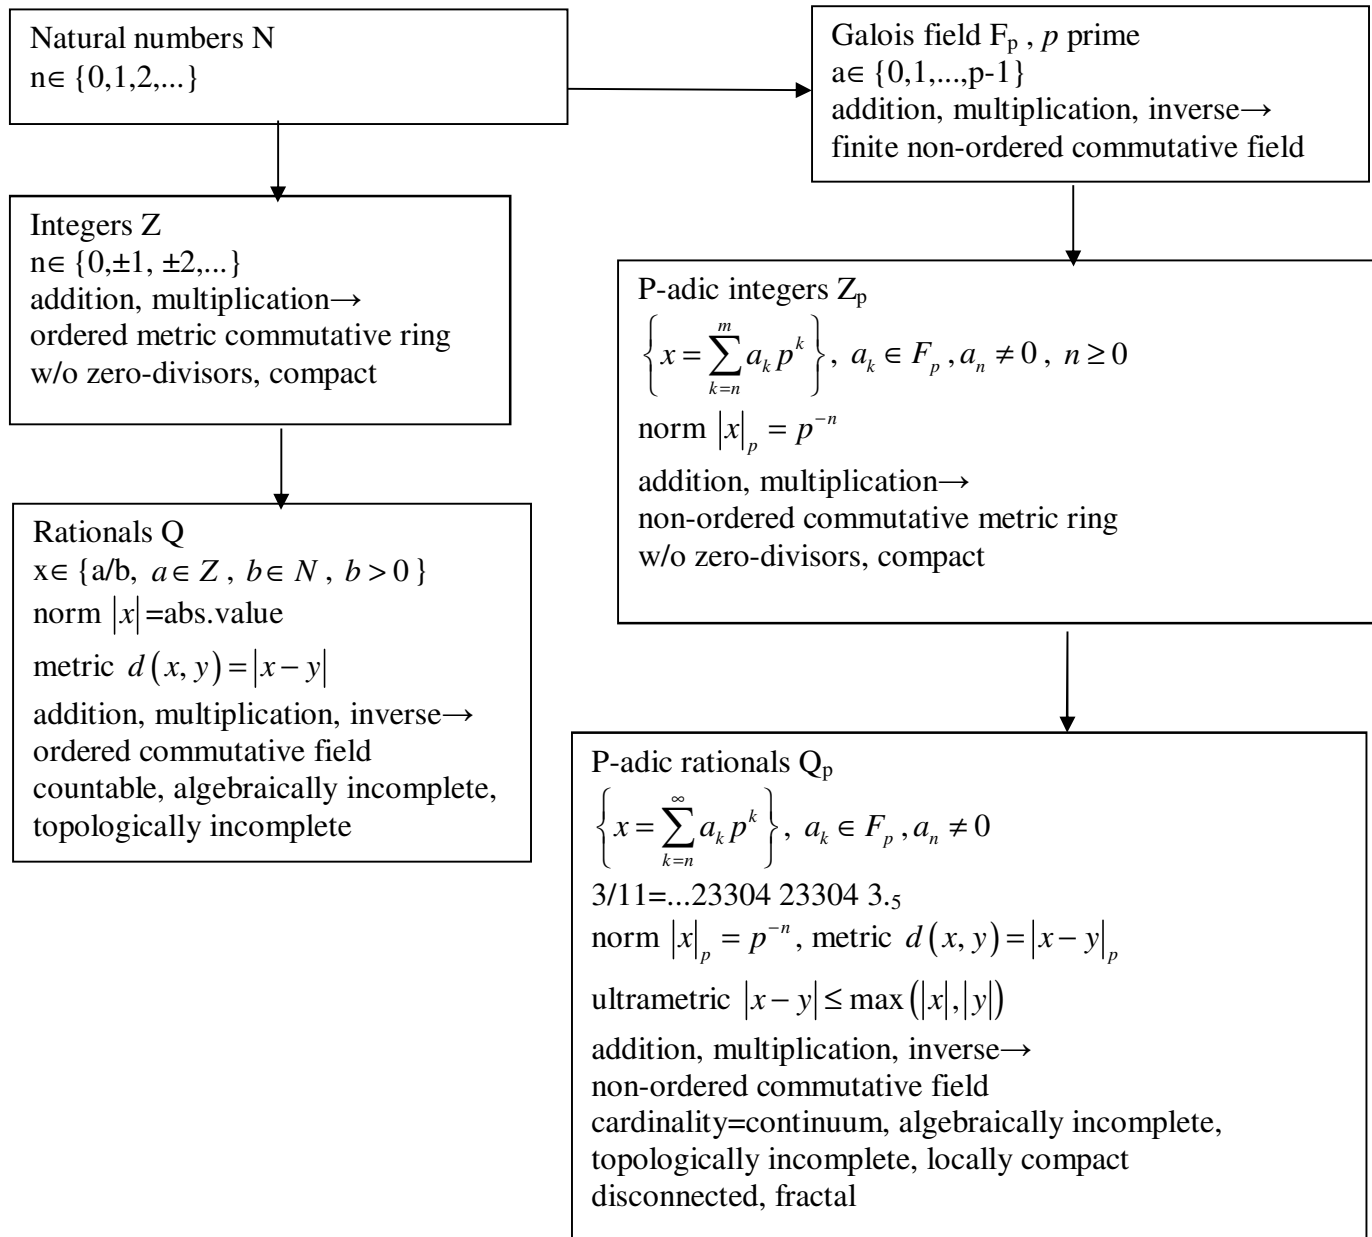 Natural numbers N
n∈ {0,1,2,...}
Galois field F_p , p prime
a∈ {0,1,...,p-1}
addition, multiplication, inverse→
finite non-ordered commutative field
Integers Z
n∈ {0,±1, ±2,...}
addition, multiplication→
ordered metric commutative ring
w/o zero-divisors, compact
P-adic integers Z_p
{x = ∑_{k=n}^{m} a_k p^k}, a_k ∈ F_p , a_n ≠ 0 , n ≥ 0
norm |x|_p = p^{-n}
addition, multiplication→
non-ordered commutative metric ring
w/o zero-divisors, compact
Rationals Q
x∈ {a/b, a∈ Z , b∈ N , b > 0 }
norm |x|=abs.value
metric d(x, y) = |x − y|
addition, multiplication, inverse→
ordered commutative field
countable, algebraically incomplete,
topologically incomplete
P-adic rationals Q_p
{x = ∑_{k=n}^{∞} a_k p^k}, a_k ∈ F_p , a_n ≠ 0
3/11=...23304 23304 3._5
norm |x|_p = p^{-n}, metric d(x, y) = |x − y|_p
ultrametric |x − y| ≤ max(|x|,|y|)
addition, multiplication, inverse→
non-ordered commutative field
cardinality=continuum, algebraically incomplete,
topologically incomplete, locally compact
disconnected, fractal